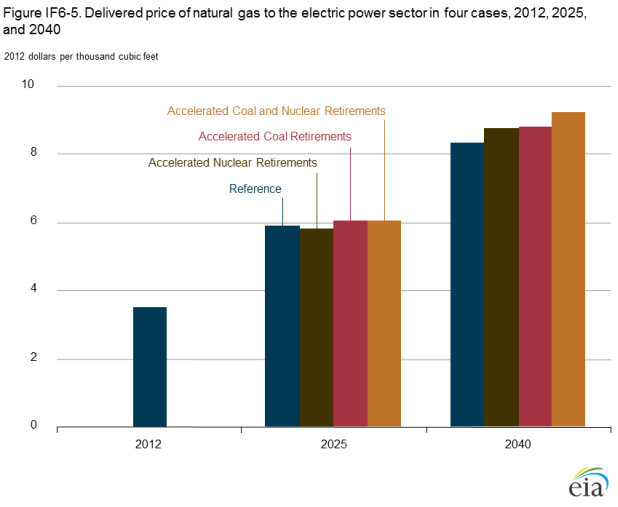 Figure IF6-5. Delivered price of natural gas to the electric power sector in four cases, 2012, 2025,
and 2040
2012 dollars per thousand cubic feet
10
Accelerated Coal and Nuclear Retirements
Accelerated Coal Retirements
8
Accelerated Nuclear Retirements
Reference
6
4
2
0
2012 2025 2040
eia